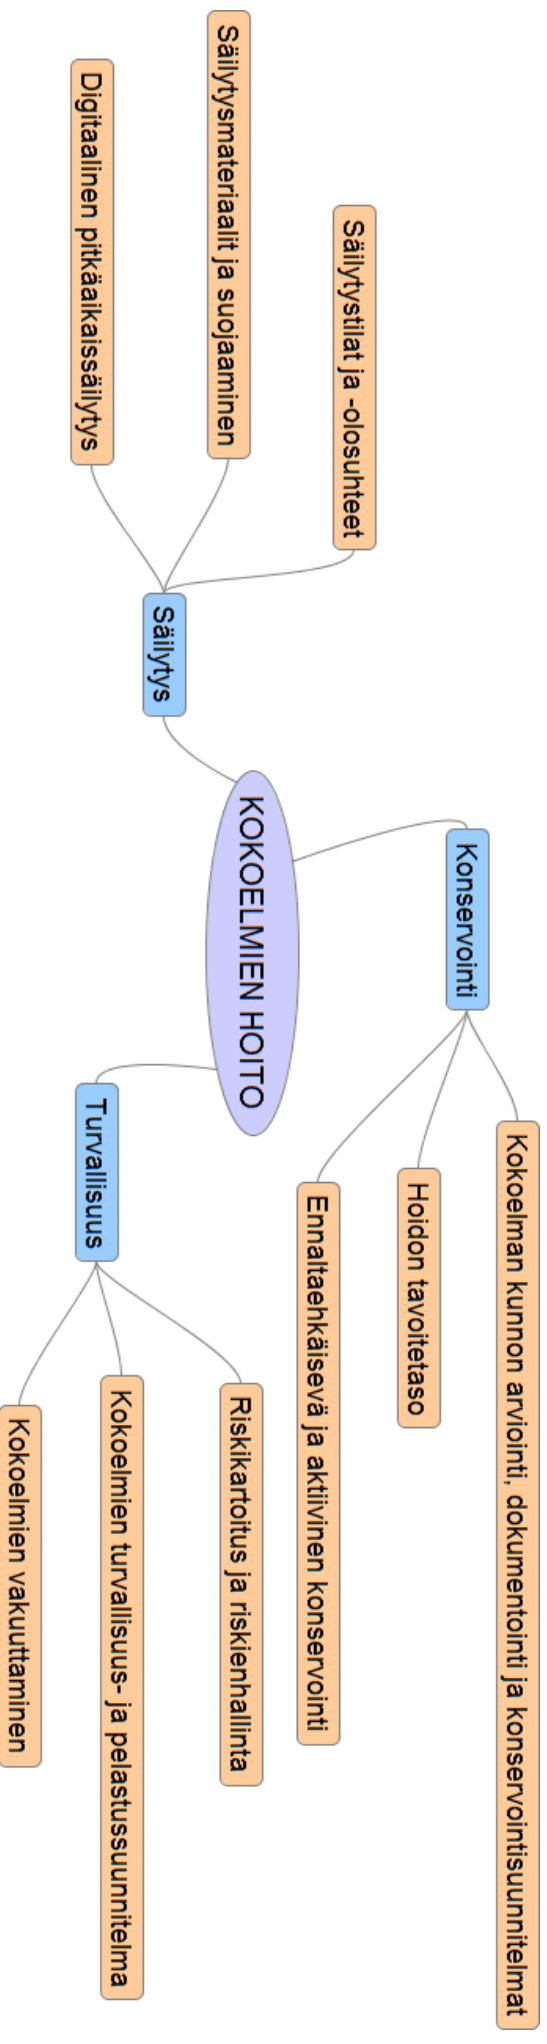 KOKOELMIEN HOITO
Säilytys
Säilytystilat ja -olosuhteet
Säilytysmateriaalit ja suojaaminen
Digitaalinen pitkäaikaissäilytys
Konservointi
Kokoelman kunnon arviointi, dokumentointi ja konservointisuunnitelmat
Hoidon tavoitetaso
Ennaltaehkäisevä ja aktiivinen konservointi
Turvallisuus
Riskikartoitus ja riskienhallinta
Kokoelmien turvallisuus- ja pelastussuunnitelma
Kokoelmien vakuuttaminen